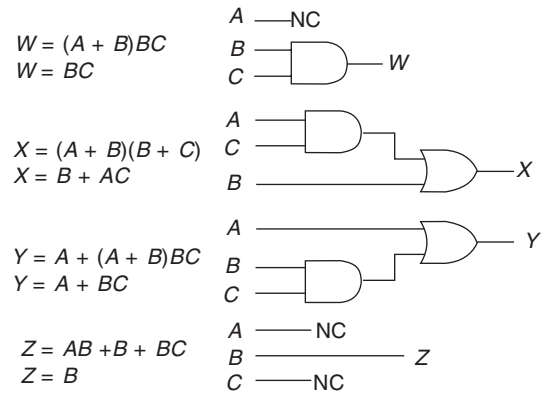 A NC
W = (A + B)BC
B
W
W = BC
C
A
C
X = (A + B)(B + C)
X
X = B + AC
B
A
Y
Y = A + (A + B)BC
B
Y = A + BC
C
A NC
Z = AB +B + BC
B Z
Z = B
C NC